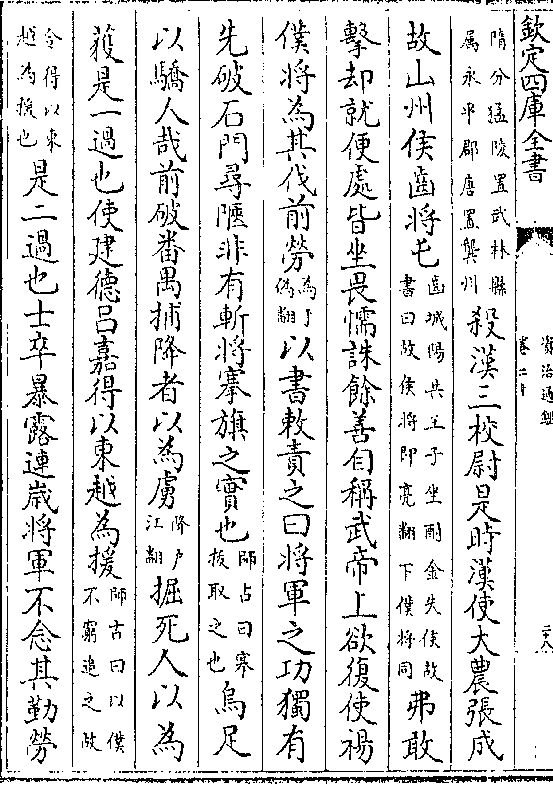 欽定四庫全書
資治通鑑
卷二十
二十八
隋分猛陵置武林縣
屬永平郡唐置龔州
殺漢三校尉是時漢使大農張成
故山州侯齒將屯
齒城陽共王子坐酎金失侯故
書曰故侯將即亮翻下僕將同
弗敢
擊却就便處皆坐畏懦誅餘善自稱武帝上欲復使楊
僕將為其伐前勞
為于
偽翻
以書敕責之曰將軍之功獨有
先破石門尋陿非有斬將搴旗之實也
師古曰搴
拔取之也
烏足
以驕人哉前破番禺捕降者以為虜
降户
江翻
掘死人以為
獲是一過也使建德吕嘉得以東越為援
師古曰以僕
不窮追之故
令得以東
越為援也
是二過也士卒暴露連嵗將軍不念其勤勞